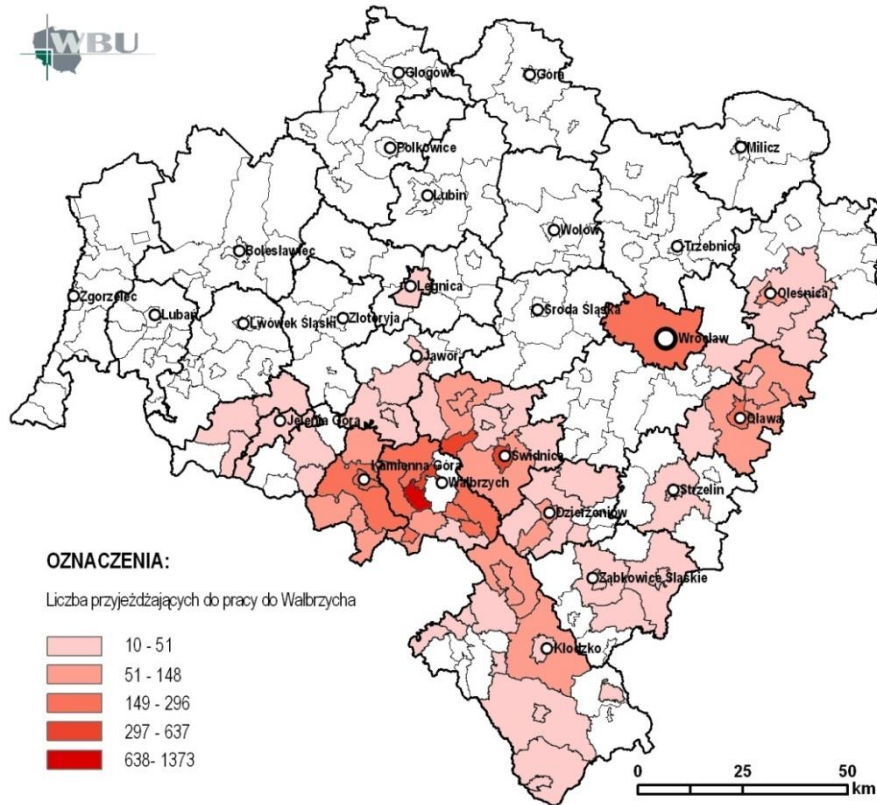 WBU
Głogów
Góra
Polkowice
Milicz
Lubin
Wołów
Trzebnica
Bolesławiec
Legnica
Oleśnica
Zgorzelec
Lubań
Lwówek Śląski
Złotoryja
Środa Śląska
Wrocław
Jawor
Jelenia Góra
Oława
Świdnica
Kamienna Góra
Wałbrzych
Strzelin
Dzierżoniów
Ząbkowice Śląskie
Kłodzko
OZNACZENIA:
Liczba przyjeżdżających do pracy do Wałbrzycha
10 - 51
51 - 148
149 - 296
297 - 637
638- 1373
0 25 50
km